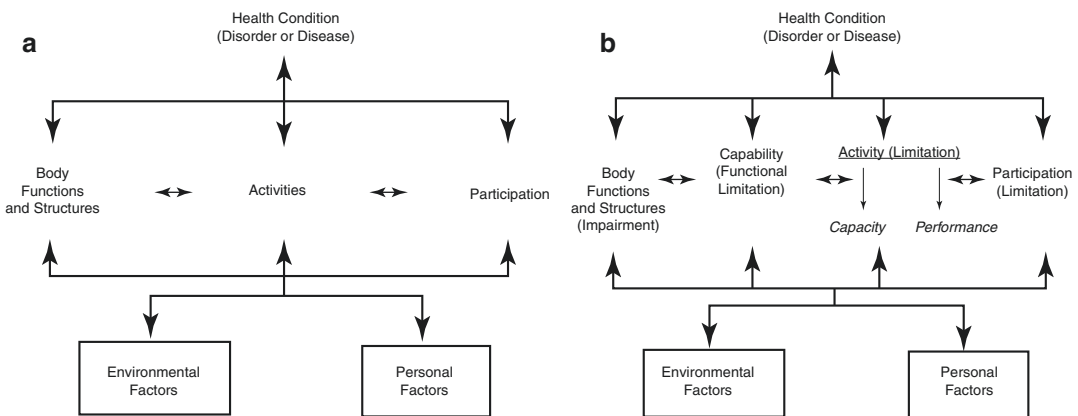 a
Health Condition
(Disorder or Disease)
Body
Functions
and Structures
Activities
Participation
Environmental
Factors
Personal
Factors
b
Health Condition
(Disorder or Disease)
Body
Functions
and Structures
(Impairment)
Capability
(Functional
Limitation)
Activity (Limitation)
Capacity
Performance
Participation
(Limitation)
Environmental
Factors
Personal
Factors